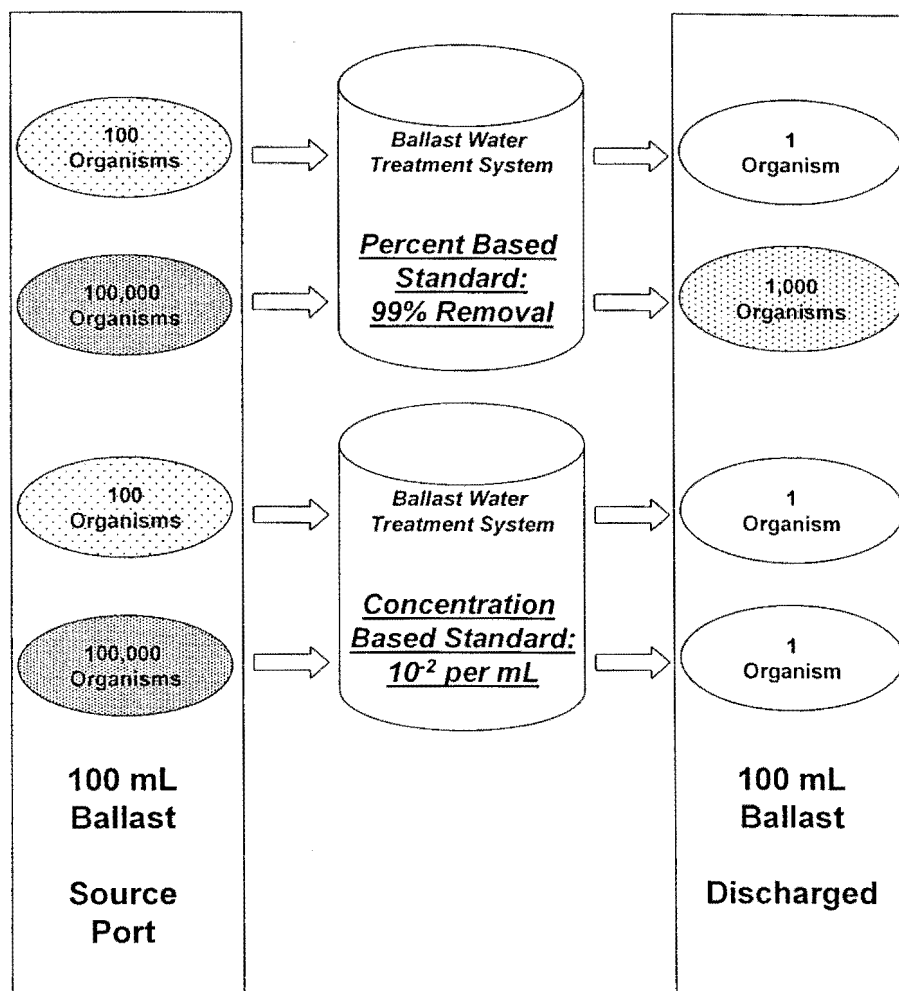 100
Organisms
Ballast Water
Treatment System
1
Organism
100,000
Organisms
Percent Based
Standard:
99% Removal
1,000
Organisms
100
Organisms
Ballast Water
Treatment System
1
Organism
100,000
Organisms
Concentration
Based Standard:
10⁻² per mL
1
Organism
100 mL
Ballast
Source
Port
100 mL
Ballast
Discharged